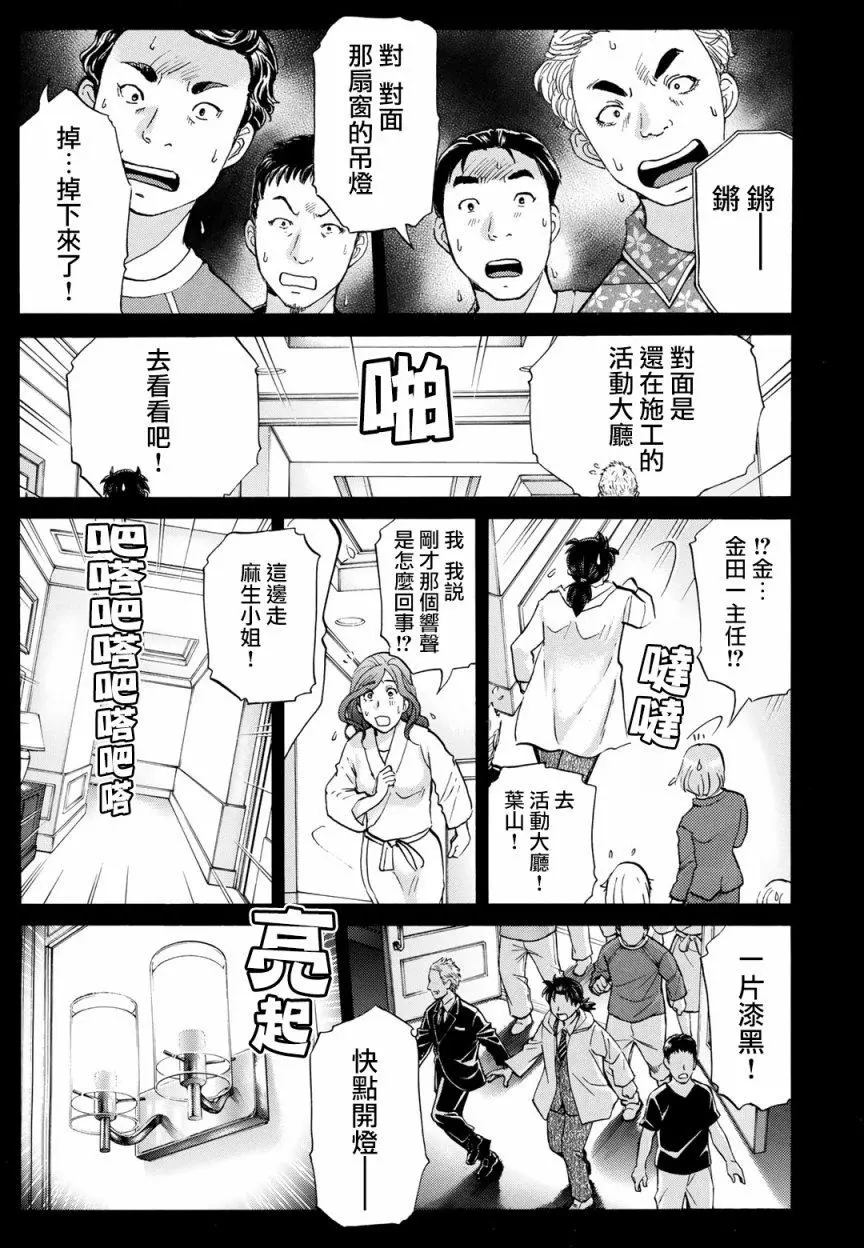 鏘鏘——
對 對面
那扇窗的吊燈
掉…掉下來了！
對面是
還在施工的
活動大廳
啪
去看看吧！
!?金…
金田一主任!?
噠噠
去
活動大廳！
葉山！
我 我說
剛才那個響聲
是怎麼回事!?
這邊走
麻生小姐！
吧嗒吧嗒吧嗒吧嗒
一片漆黑！
快點開燈——
亮起